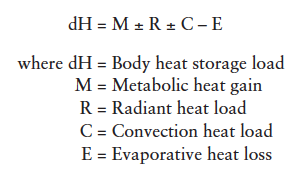 dH = M ± R ± C – E
where dH = Body heat storage load
M = Metabolic heat gain
R = Radiant heat load
C = Convection heat load
E = Evaporative heat loss